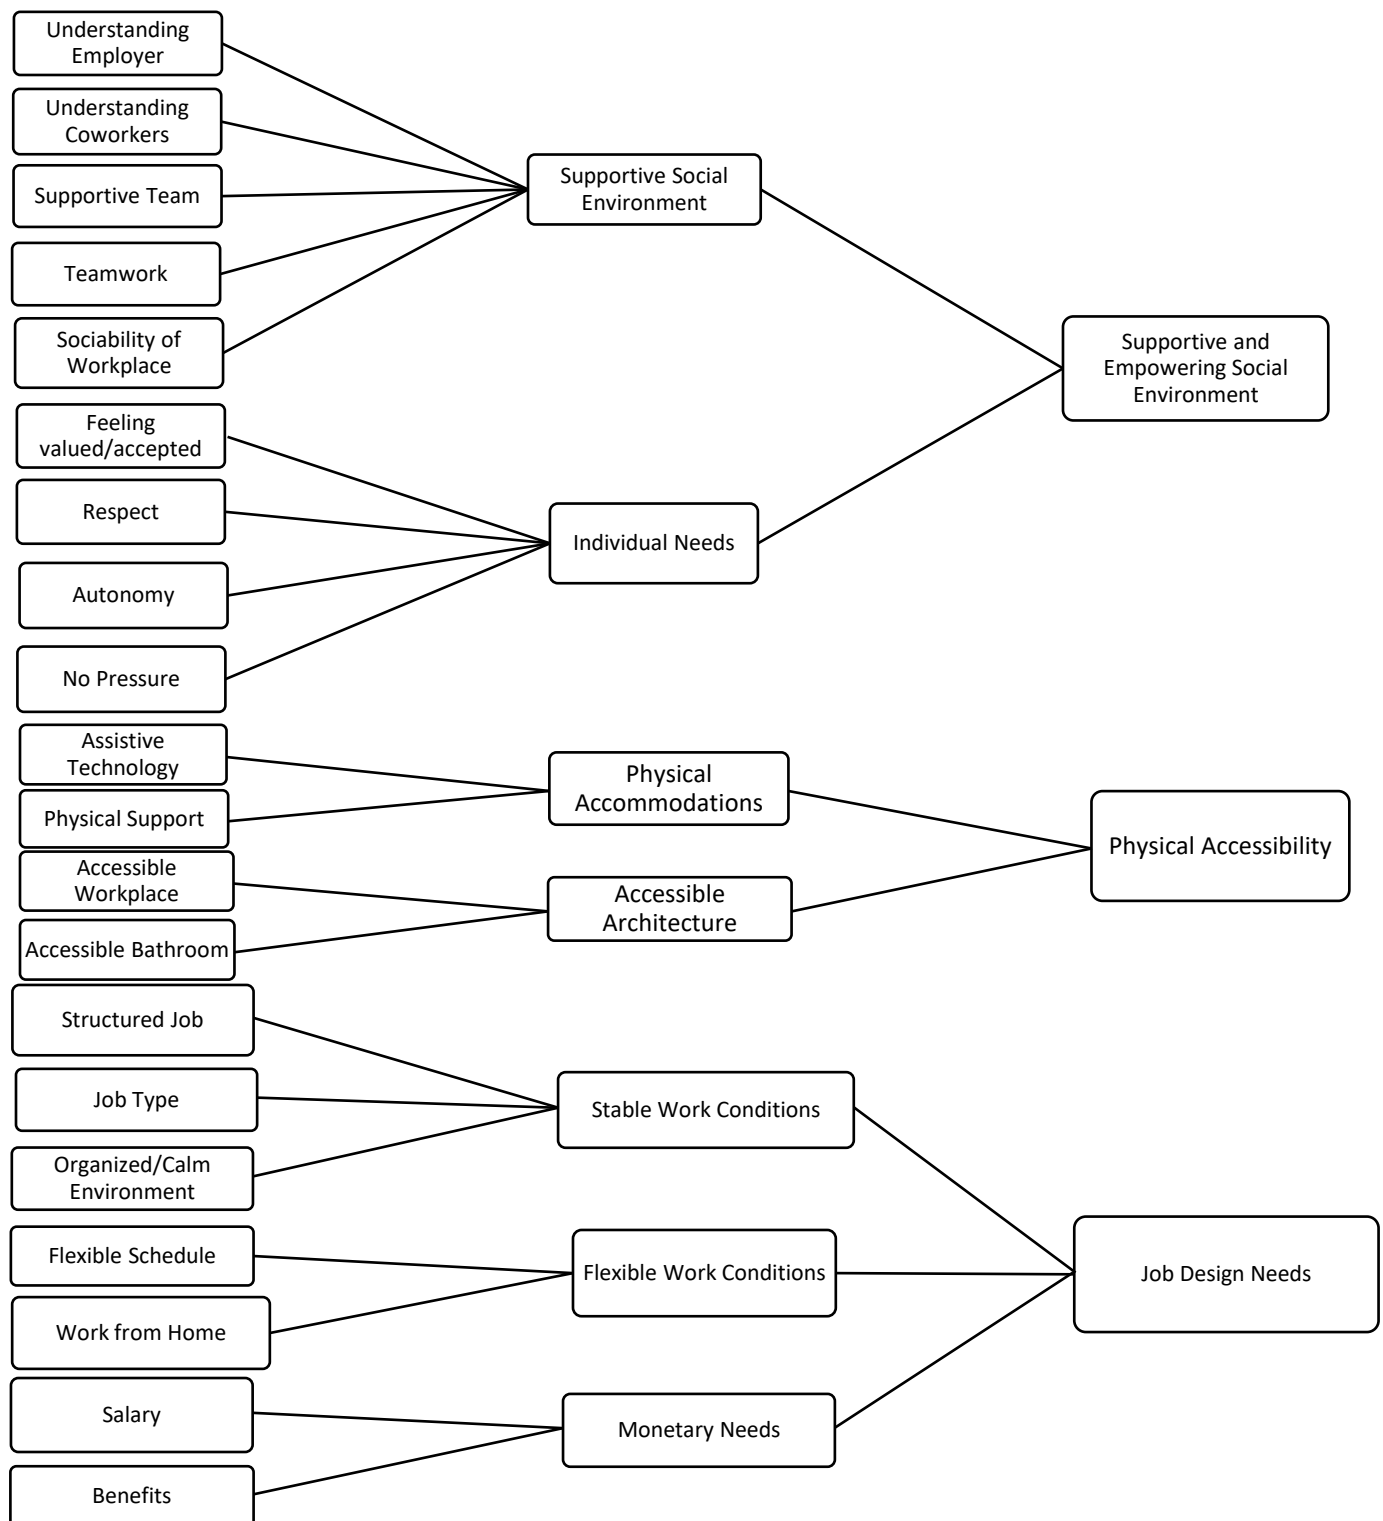 Understanding
Employer
Understanding
Coworkers
Supportive Team
Teamwork
Sociability of
Workplace
Feeling
valued/accepted
Respect
Autonomy
No Pressure
Assistive
Technology
Physical Support
Accessible
Workplace
Accessible Bathroom
Structured Job
Job Type
Organized/Calm
Environment
Flexible Schedule
Work from Home
Salary
Benefits
Supportive Social
Environment
Individual Needs
Physical
Accommodations
Accessible
Architecture
Stable Work Conditions
Flexible Work Conditions
Monetary Needs
Supportive and
Empowering Social
Environment
Physical Accessibility
Job Design Needs